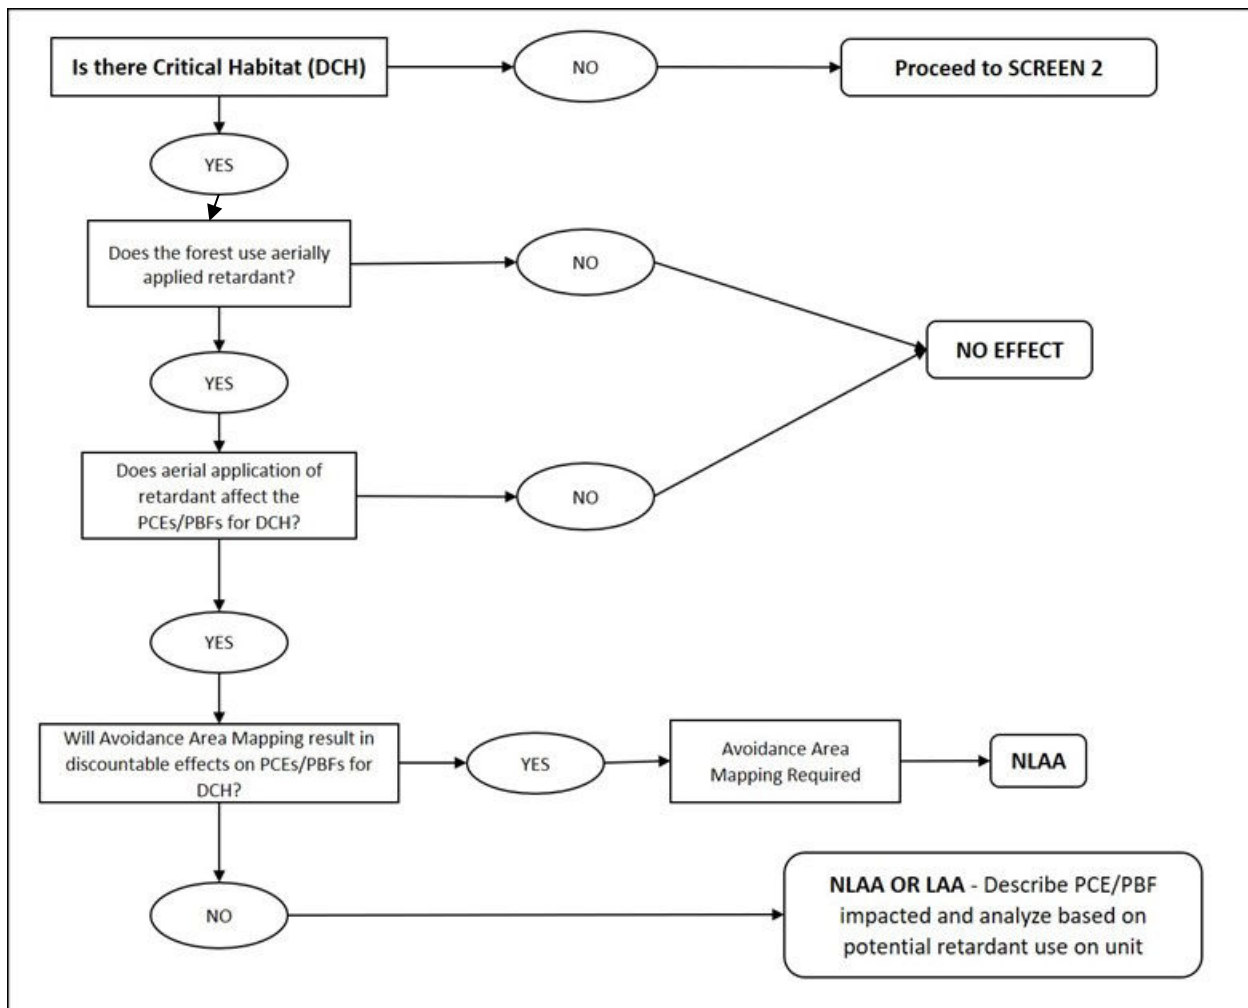 Is there Critical Habitat (DCH)
NO
Proceed to SCREEN 2
YES
Does the forest use aerially
applied retardant?
NO
NO EFFECT
YES
Does aerial application of
retardant affect the
PCEs/PBFs for DCH?
NO
YES
Will Avoidance Area Mapping result in
discountable effects on PCEs/PBFs for
DCH?
YES
Avoidance Area
Mapping Required
NLAA
NO
NLAA OR LAA - Describe PCE/PBF
impacted and analyze based on
potential retardant use on unit